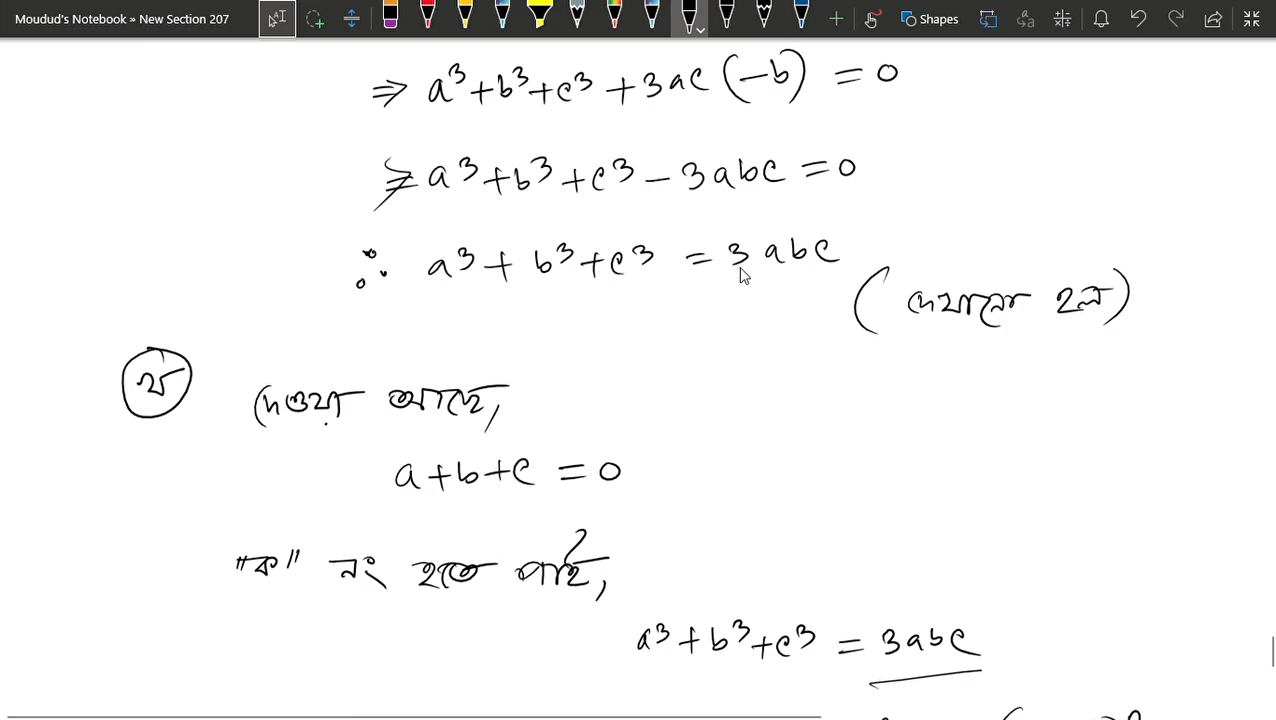 Moudud's Notebook » New Section 207
Shapes
⇒ a³+b³+c³+3ac(-b) = 0
⇒ a³+b³+c³-3abc = 0
∴ a³+b³+c³ = 3abc
(দেখানো হল)
খ
দেওয়া আছে,
a+b+c = 0
"ক" নং হতে পাই,
a³+b³+c³ = 3abc